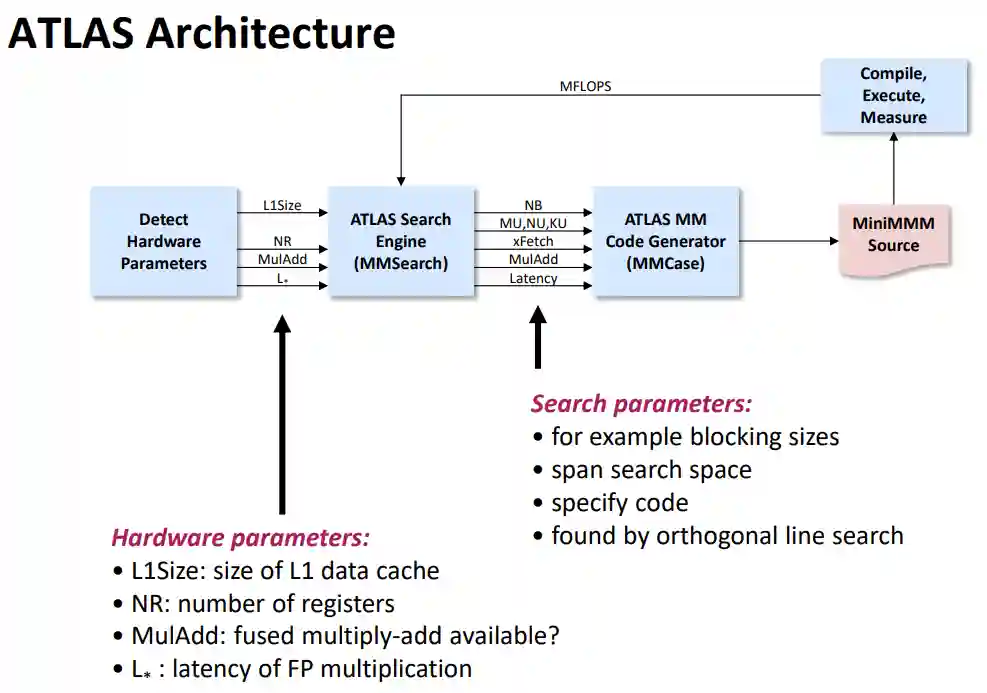 ATLAS Architecture
MFLOPS
Compile,
Execute,
Measure
Detect
Hardware
Parameters
L1Size
NR
MulAdd
L*
ATLAS Search
Engine
(MMSearch)
NB
MU,NU,KU
xFetch
MulAdd
Latency
ATLAS MM
Code Generator
(MMCase)
MiniMMM
Source
Search parameters:
• for example blocking sizes
• span search space
• specify code
• found by orthogonal line search
Hardware parameters:
• L1Size: size of L1 data cache
• NR: number of registers
• MulAdd: fused multiply-add available?
• L* : latency of FP multiplication